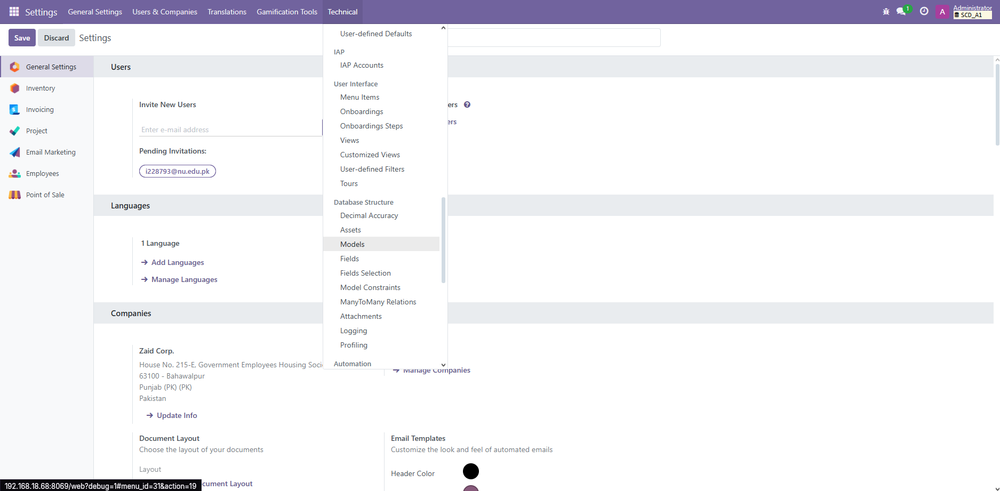 Settings General Settings Users & Companies Translations Gamification Tools Technical 1 A Administrator
SCD_A1
Save Discard Settings
General Settings
Inventory
Invoicing
Project
Email Marketing
Employees
Point of Sale
User-defined Defaults
IAP
IAP Accounts
User Interface
Menu Items
Onboardings
Onboardings Steps
Views
Customized Views
User-defined Filters
Tours
Database Structure
Decimal Accuracy
Assets
Models
Fields
Fields Selection
Model Constraints
ManyToMany Relations
Attachments
Logging
Profiling
Automation
Users
Invite New Users
Enter e-mail address
Pending Invitations:
i228793@nu.edu.pk
ers
ers
Languages
1 Language
Add Languages
Manage Languages
Companies
Zaid Corp.
House No. 215-E, Government Employees Housing Soci
63100 - Bahawalpur
Punjab (PK) (PK)
Pakistan
Update Info
Manage Companies
Document Layout
Choose the layout of your documents
Layout
cument Layout
Email Templates
Customize the look and feel of automated emails
Header Color
192.168.18.68:8069/web?debug=1#menu_id=31&action=19